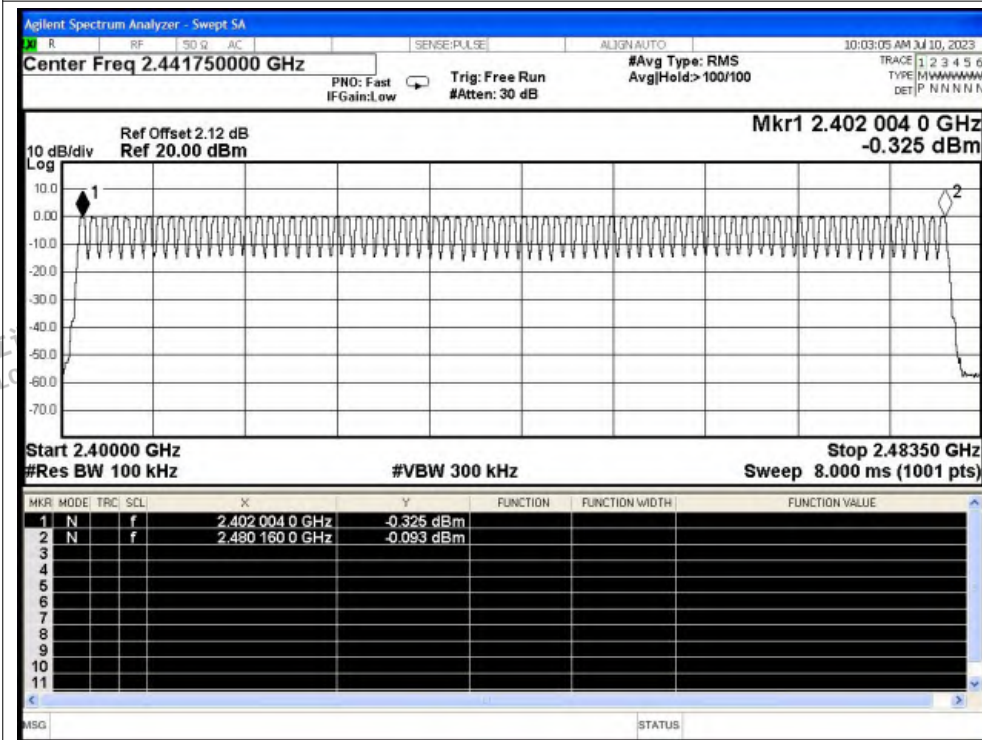 Agilent Spectrum Analyzer - Swept SA
LXI R RF 50 Ω AC SENSE:PULSE ALIGN AUTO 10:03:05 AM Jul 10, 2023
Center Freq 2.441750000 GHz #Avg Type: RMS TRACE 1 2 3 4 5 6
PNO: Fast Trig: Free Run Avg|Hold:> 100/100 TYPE MWWWWW
IFGain:Low #Atten: 30 dB DET P N N N N N
Mkr1 2.402 004 0 GHz
Ref Offset 2.12 dB
10 dB/div Ref 20.00 dBm -0.325 dBm
Log
10.0
1
2
0.00
-10.0
-20.0
-30.0
-40.0
-50.0
-60.0
-70.0
Start 2.40000 GHz Stop 2.48350 GHz
#Res BW 100 kHz #VBW 300 kHz Sweep 8.000 ms (1001 pts)
MKR MODE TRC SCL X Y FUNCTION FUNCTION WIDTH FUNCTION VALUE
1 N f 2.402 004 0 GHz -0.325 dBm
2 N f 2.480 160 0 GHz -0.093 dBm
3
4
5
6
7
8
9
10
11
MSG STATUS